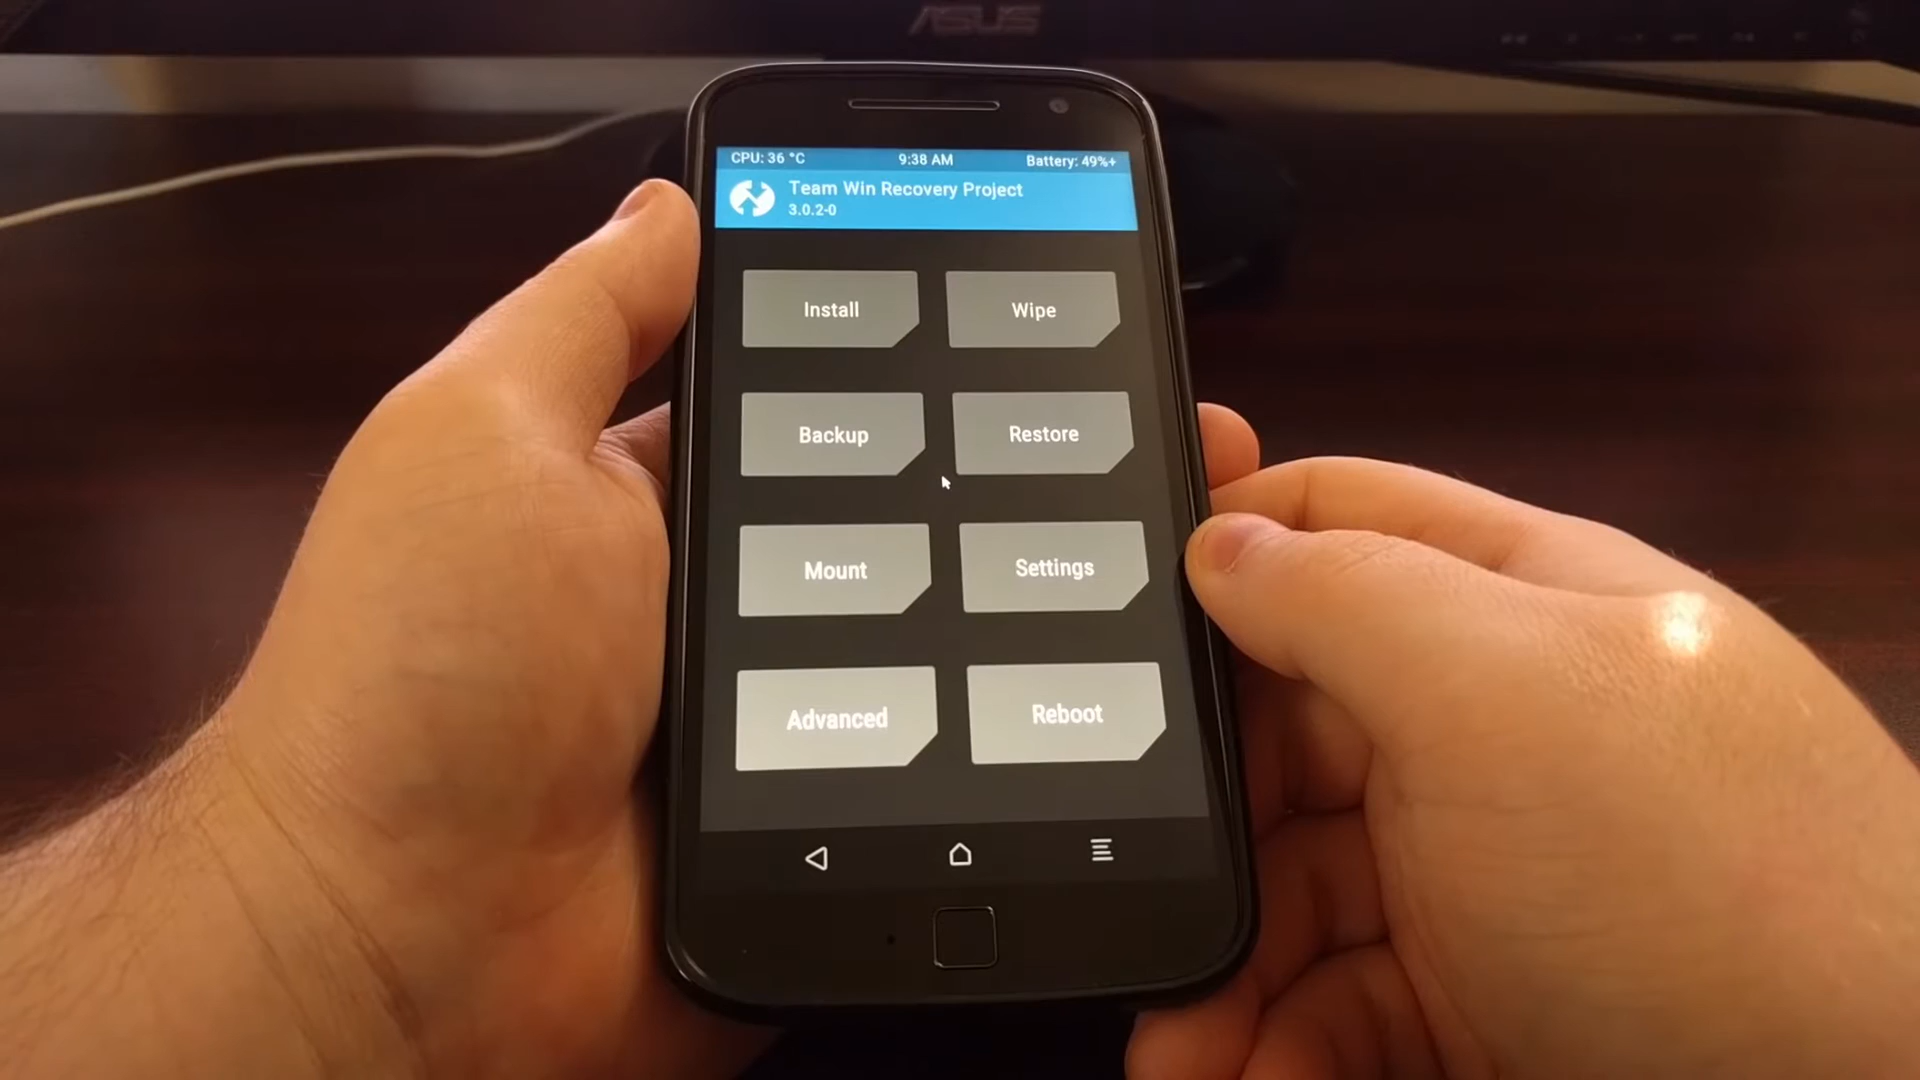 ASUS
CPU: 36 °C 9:38 AM Battery: 49%+
Team Win Recovery Project
3.0.2-0
Install Wipe
Backup Restore
Mount Settings
Advanced Reboot